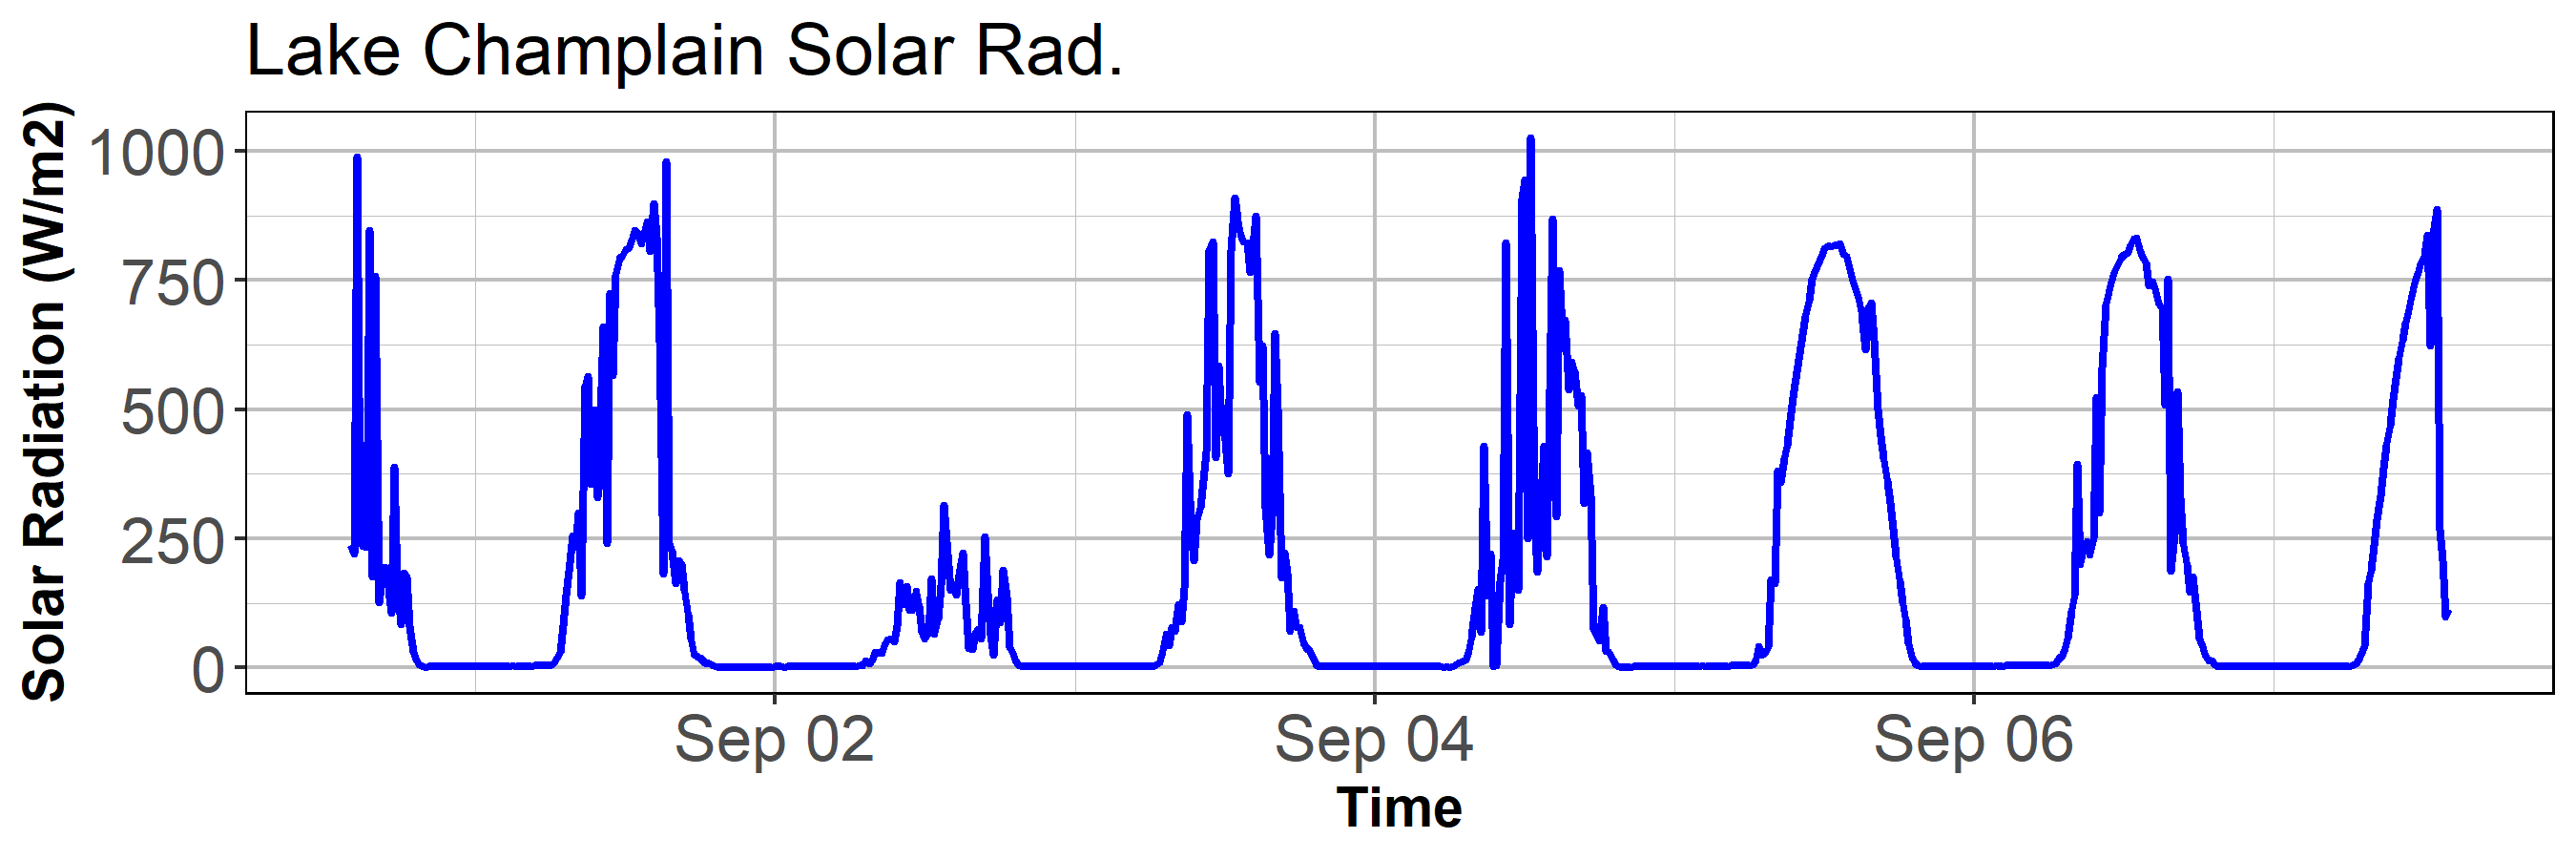 Lake Champlain Solar Rad.
Solar Radiation (W/m2)
1000
750
500
250
0
Sep 02
Sep 04
Sep 06
Time